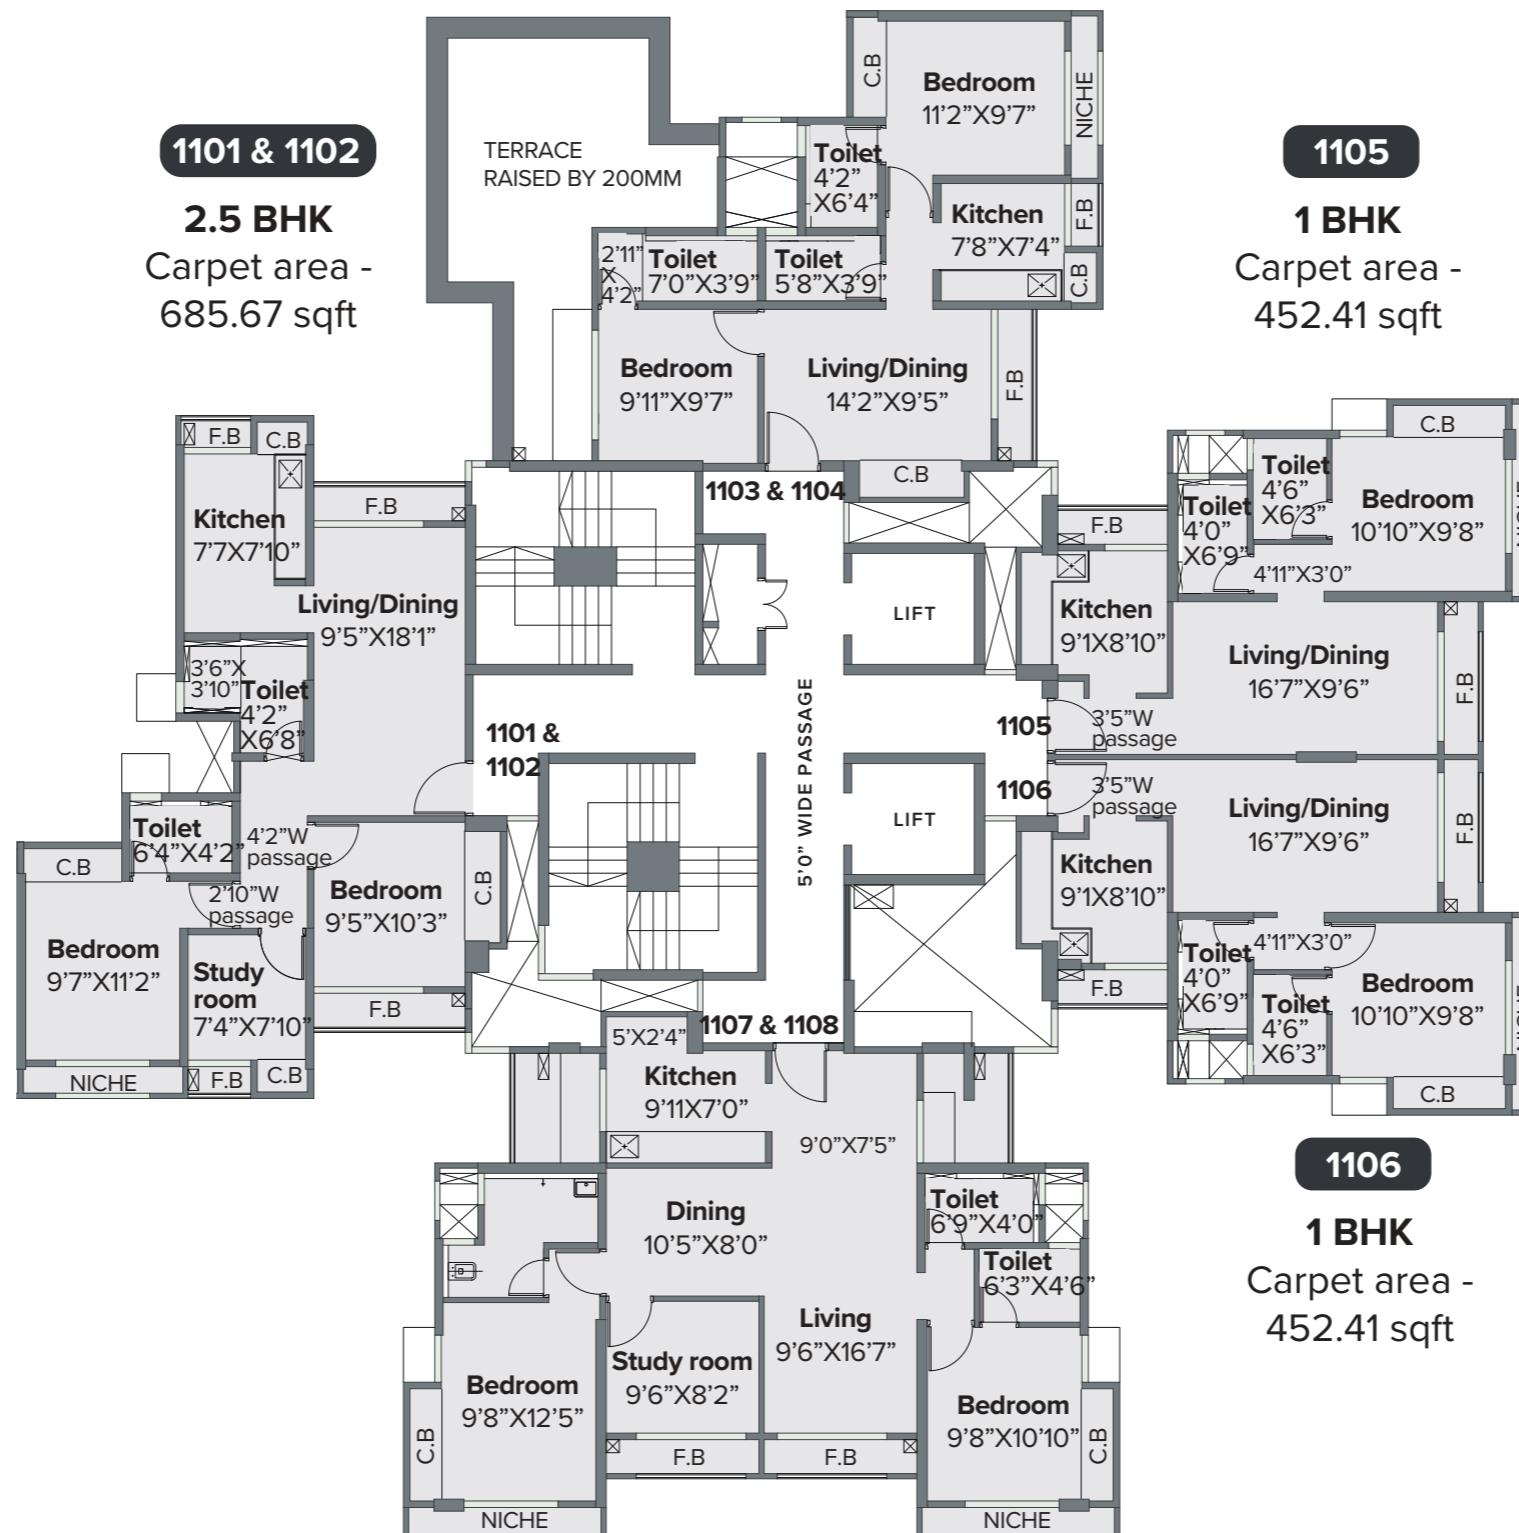 1101 & 1102
2.5 BHK
Carpet area -
685.67 sqft
TERRACE
RAISED BY 200MM
C.B
Bedroom
11'2”X9'7”
NICHE
Toilet
4'2”
X6'4”
Kitchen
7'8”X7'4”
F.B
C.B
2'11”
X
4'2”
Toilet
7'0”X3'9”
Toilet
5'8”X3'9”
Bedroom
9'11”X9'7”
Living/Dining
14'2”X9'5”
F.B
1103 & 1104
C.B
1105
1 BHK
Carpet area -
452.41 sqft
F.B
C.B
F.B
Kitchen
7'7X7'10”
Living/Dining
9'5”X18'1”
3'6”X
3'10”
Toilet
4'2”
X6'8”
1101 &
1102
Toilet
6'4”X4'2”
4'2”W
passage
C.B
2'10”W
passage
Bedroom
9'5”X10'3”
C.B
Bedroom
9'7”X11'2”
Study
room
7'4”X7'10”
F.B
NICHE
F.B
C.B
LIFT
5'0” WIDE PASSAGE
LIFT
C.B
Toilet
4'6”
X6'3”
Bedroom
10'10”X9'8”
Toilet
4'0”
X6'9”
F.B
4'11”X3'0”
Kitchen
9'1X8'10”
Living/Dining
16'7”X9'6”
F.B
1105
3'5”W
passage
1106
3'5”W
passage
Living/Dining
16'7”X9'6”
F.B
Kitchen
9'1X8'10”
4'11”X3'0”
Toilet
4'0”
X6'9”
F.B
Toilet
4'6”
X6'3”
Bedroom
10'10”X9'8”
C.B
1107 & 1108
5'X2'4”
Kitchen
9'11X7'0”
9'0”X7'5”
Dining
10'5”X8'0”
Toilet
6'9”X4'0”
Toilet
6'3”X4'6”
Living
9'6”X16'7”
Study room
9'6”X8'2”
Bedroom
9'8”X12'5”
Bedroom
9'8”X10'10”
C.B
F.B
F.B
C.B
NICHE
NICHE
1106
1 BHK
Carpet area -
452.41 sqft